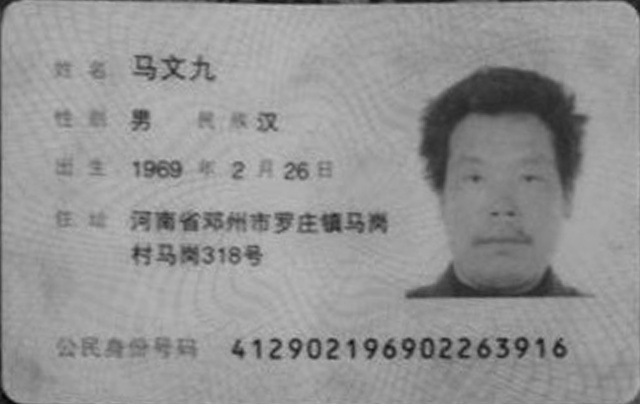 姓名 马文九
性别 男 民族 汉
出生 1969 年 2 月 26 日
住址 河南省邓州市罗庄镇马岗
村马岗318号
公民身份号码 412902196902263916